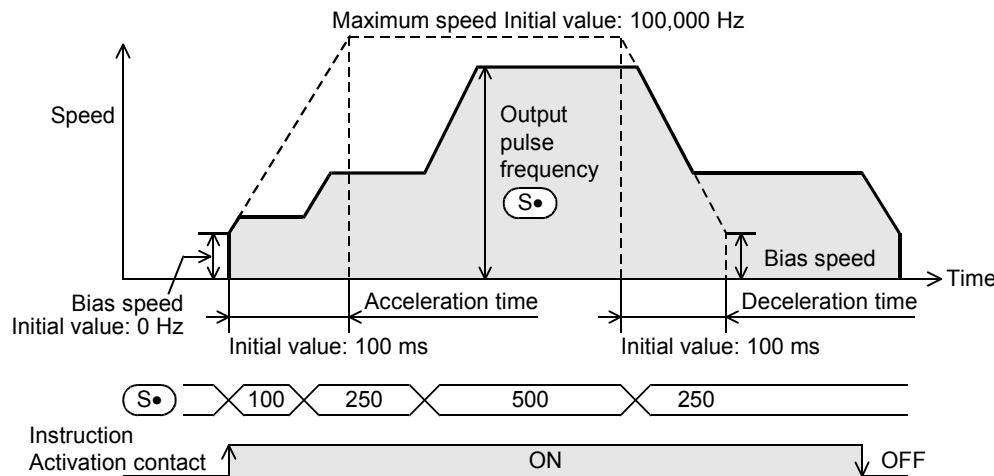 Maximum speed Initial value: 100,000 Hz
Speed
Output
pulse
frequency
S•
Bias speed
Time
Bias speed
Initial value: 0 Hz
Acceleration time
Deceleration time
Initial value: 100 ms
Initial value: 100 ms
S•
100
250
500
250
Instruction
Activation contact
ON
OFF